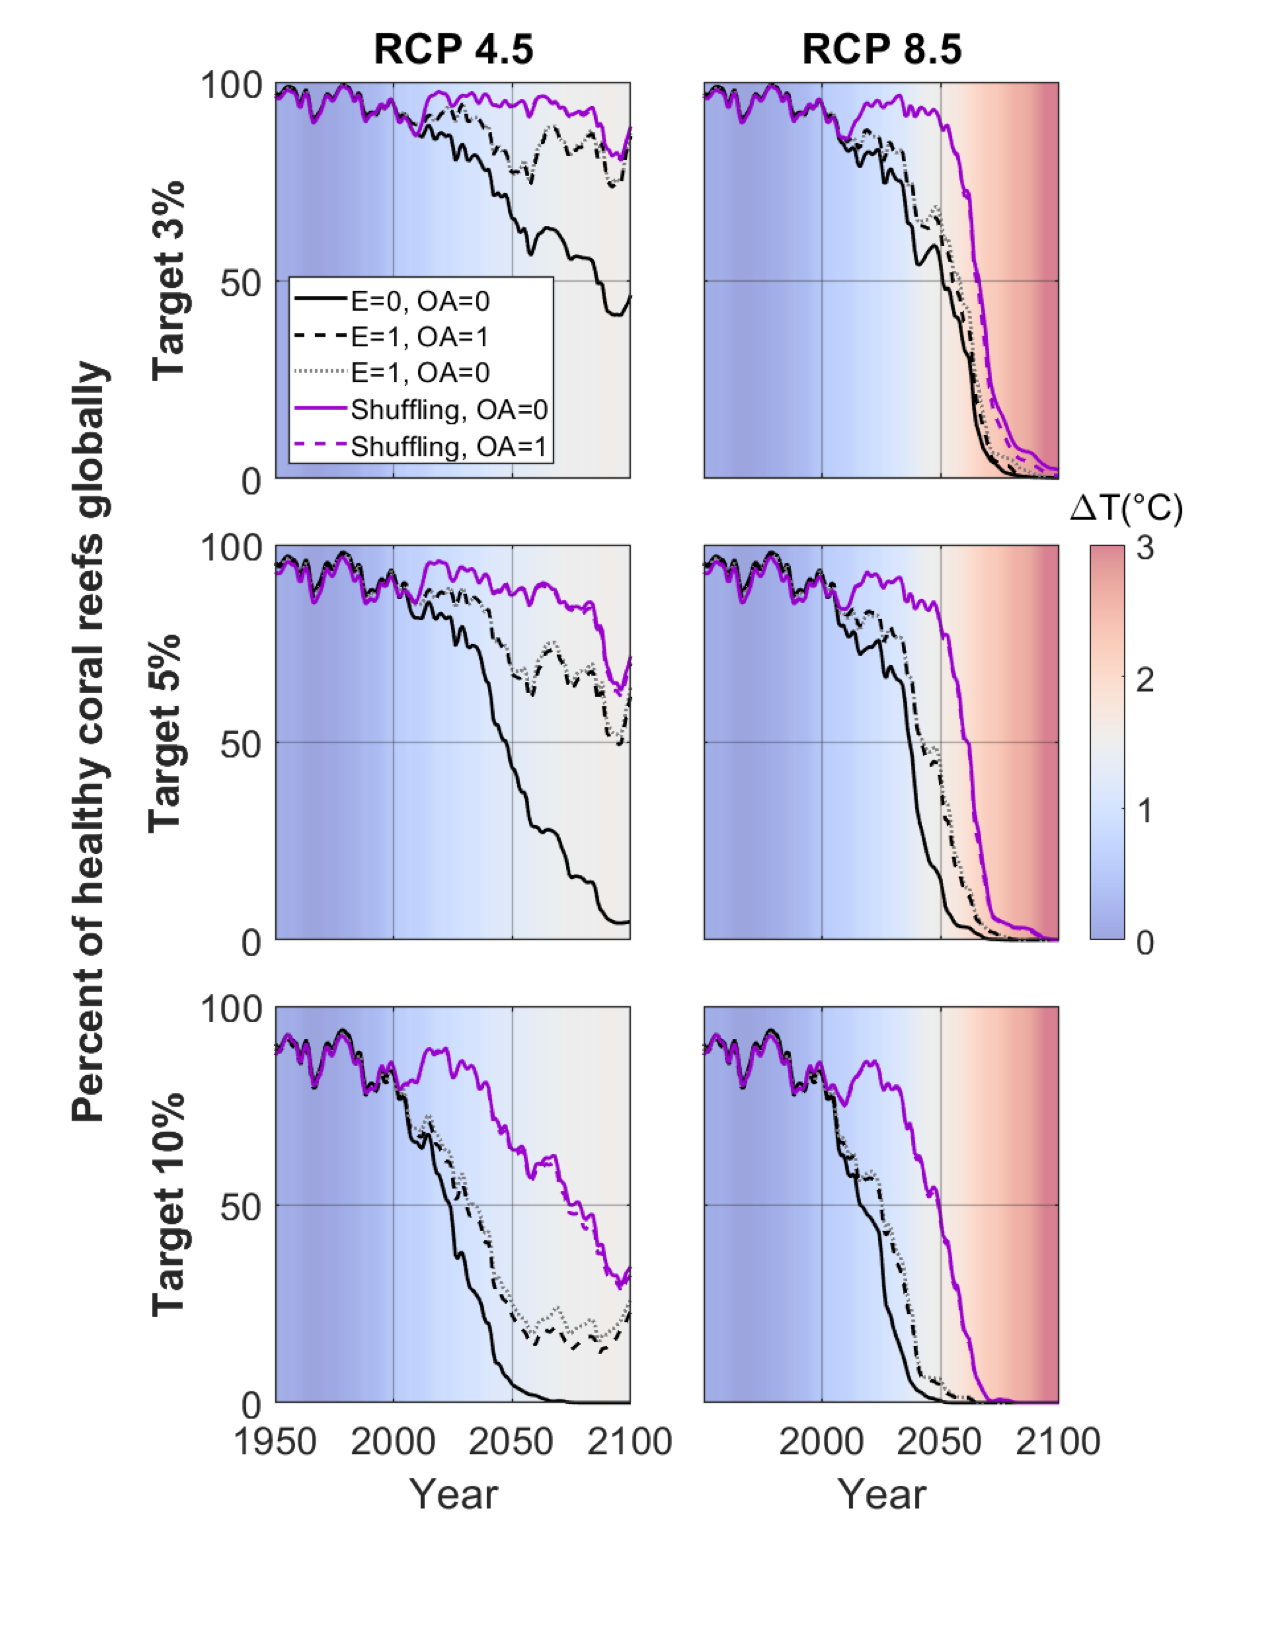 RCP 4.5
RCP 8.5
Percent of healthy coral reefs globally
Target 3%
100
50
0
E=0, OA=0
E=1, OA=1
E=1, OA=0
Shuffling, OA=0
Shuffling, OA=1
ΔT(°C)
3
2
1
0
Target 5%
100
50
0
Target 10%
100
50
0
1950 2000 2050 2100
2000 2050 2100
Year
Year